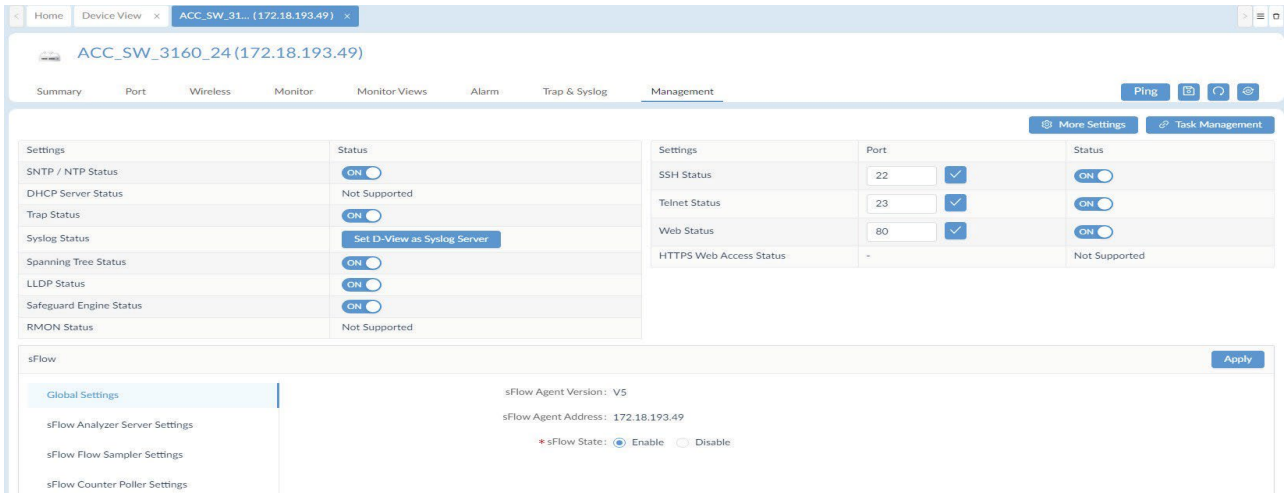 Home Device View × ACC_SW_31... (172.18.193.49) ×
ACC_SW_3160_24(172.18.193.49)
Summary Port Wireless Monitor Monitor Views Alarm Trap & Syslog Management Ping
More Settings Task Management
Settings Status
SNTP / NTP Status ON
DHCP Server Status Not Supported
Trap Status ON
Syslog Status Set D-View as Syslog Server
Spanning Tree Status ON
LLDP Status ON
Safeguard Engine Status ON
RMON Status Not Supported
Settings Port Status
SSH Status 22 ON
Telnet Status 23 ON
Web Status 80 ON
HTTPS Web Access Status - Not Supported
sFlow Apply
Global Settings
sFlow Analyzer Server Settings
sFlow Flow Sampler Settings
sFlow Counter Poller Settings
sFlow Agent Version: V5
sFlow Agent Address: 172.18.193.49
* sFlow State: Enable Disable